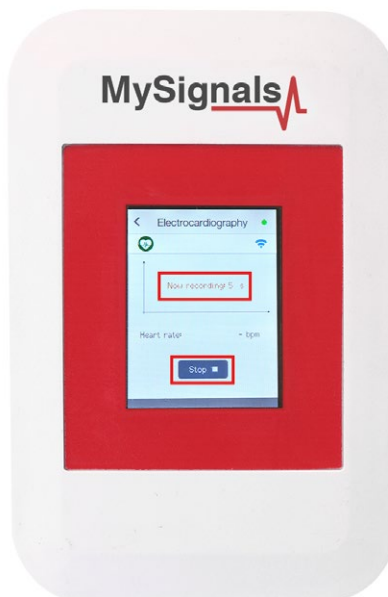 MySignals
Electrocardiography
Now recording: 5 s
Heart rate: - bpm
Stop